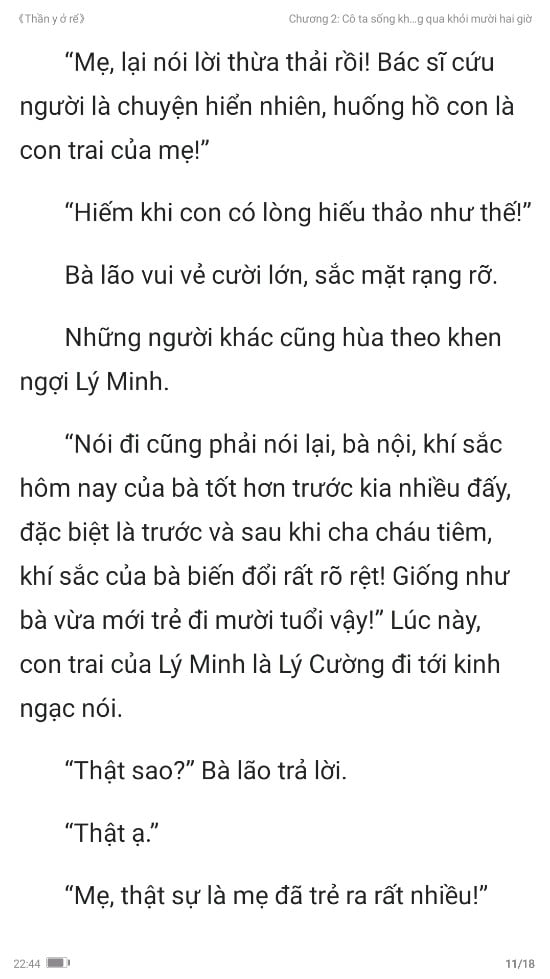 《Thần y ở rể》
Chương 2: Cô ta sống kh...g qua khỏi mười hai giờ
“Mẹ, lại nói lời thừa thải rồi! Bác sĩ cứu
người là chuyện hiển nhiên, huống hồ con là
con trai của mẹ!”
“Hiếm khi con có lòng hiếu thảo như thế!”
Bà lão vui vẻ cười lớn, sắc mặt rạng rỡ.
Những người khác cũng hùa theo khen
ngợi Lý Minh.
“Nói đi cũng phải nói lại, bà nội, khí sắc
hôm nay của bà tốt hơn trước kia nhiều đấy,
đặc biệt là trước và sau khi cha cháu tiêm,
khí sắc của bà biến đổi rất rõ rệt! Giống như
bà vừa mới trẻ đi mười tuổi vậy!” Lúc này,
con trai của Lý Minh là Lý Cường đi tới kinh
ngạc nói.
“Thật sao?” Bà lão trả lời.
“Thật ạ.”
“Mẹ, thật sự là mẹ đã trẻ ra rất nhiều!”
22:44
11/18